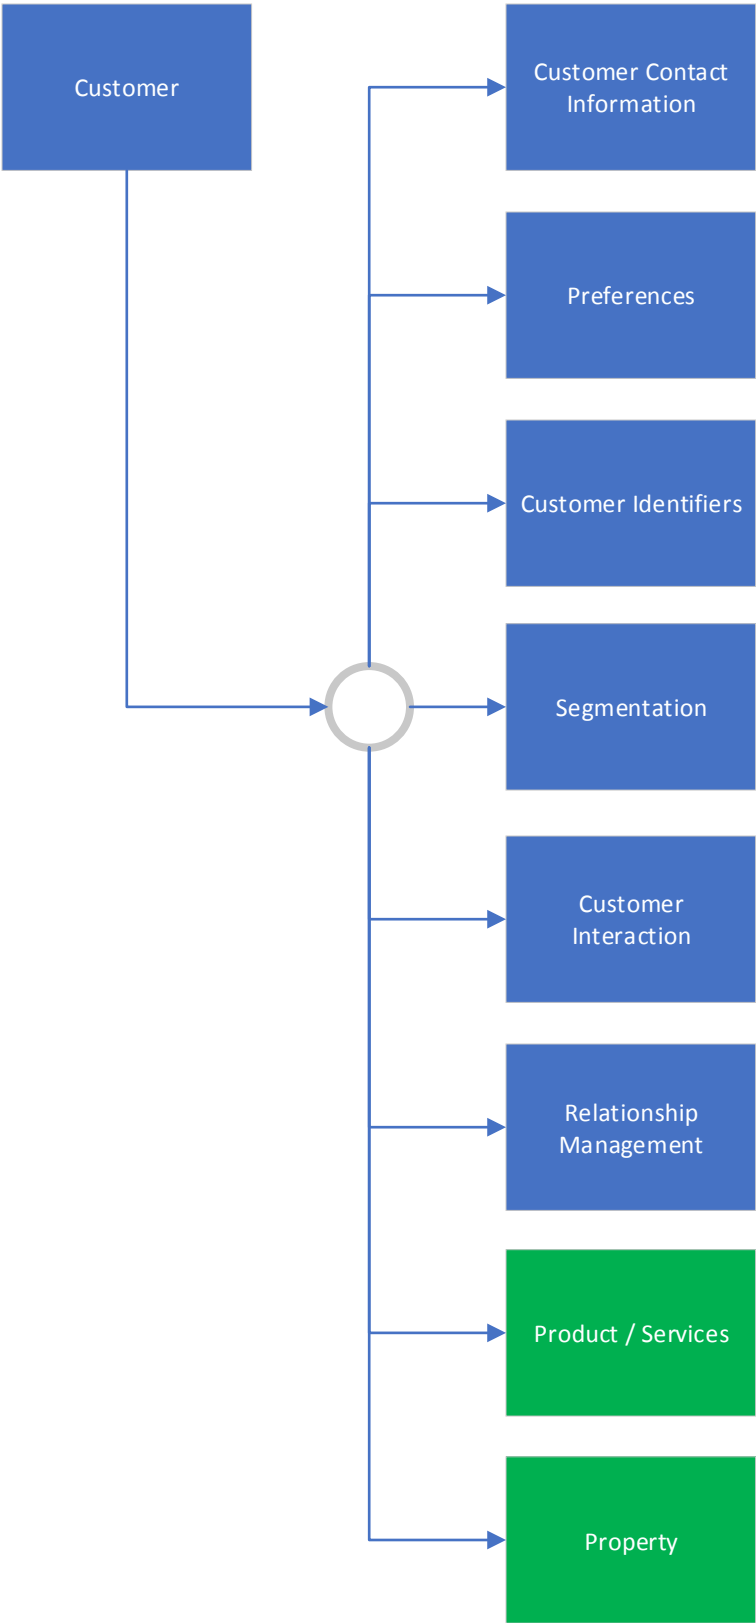 Customer
Customer Contact
Information
Preferences
Customer Identifiers
Segmentation
Customer
Interaction
Relationship
Management
Product / Services
Property